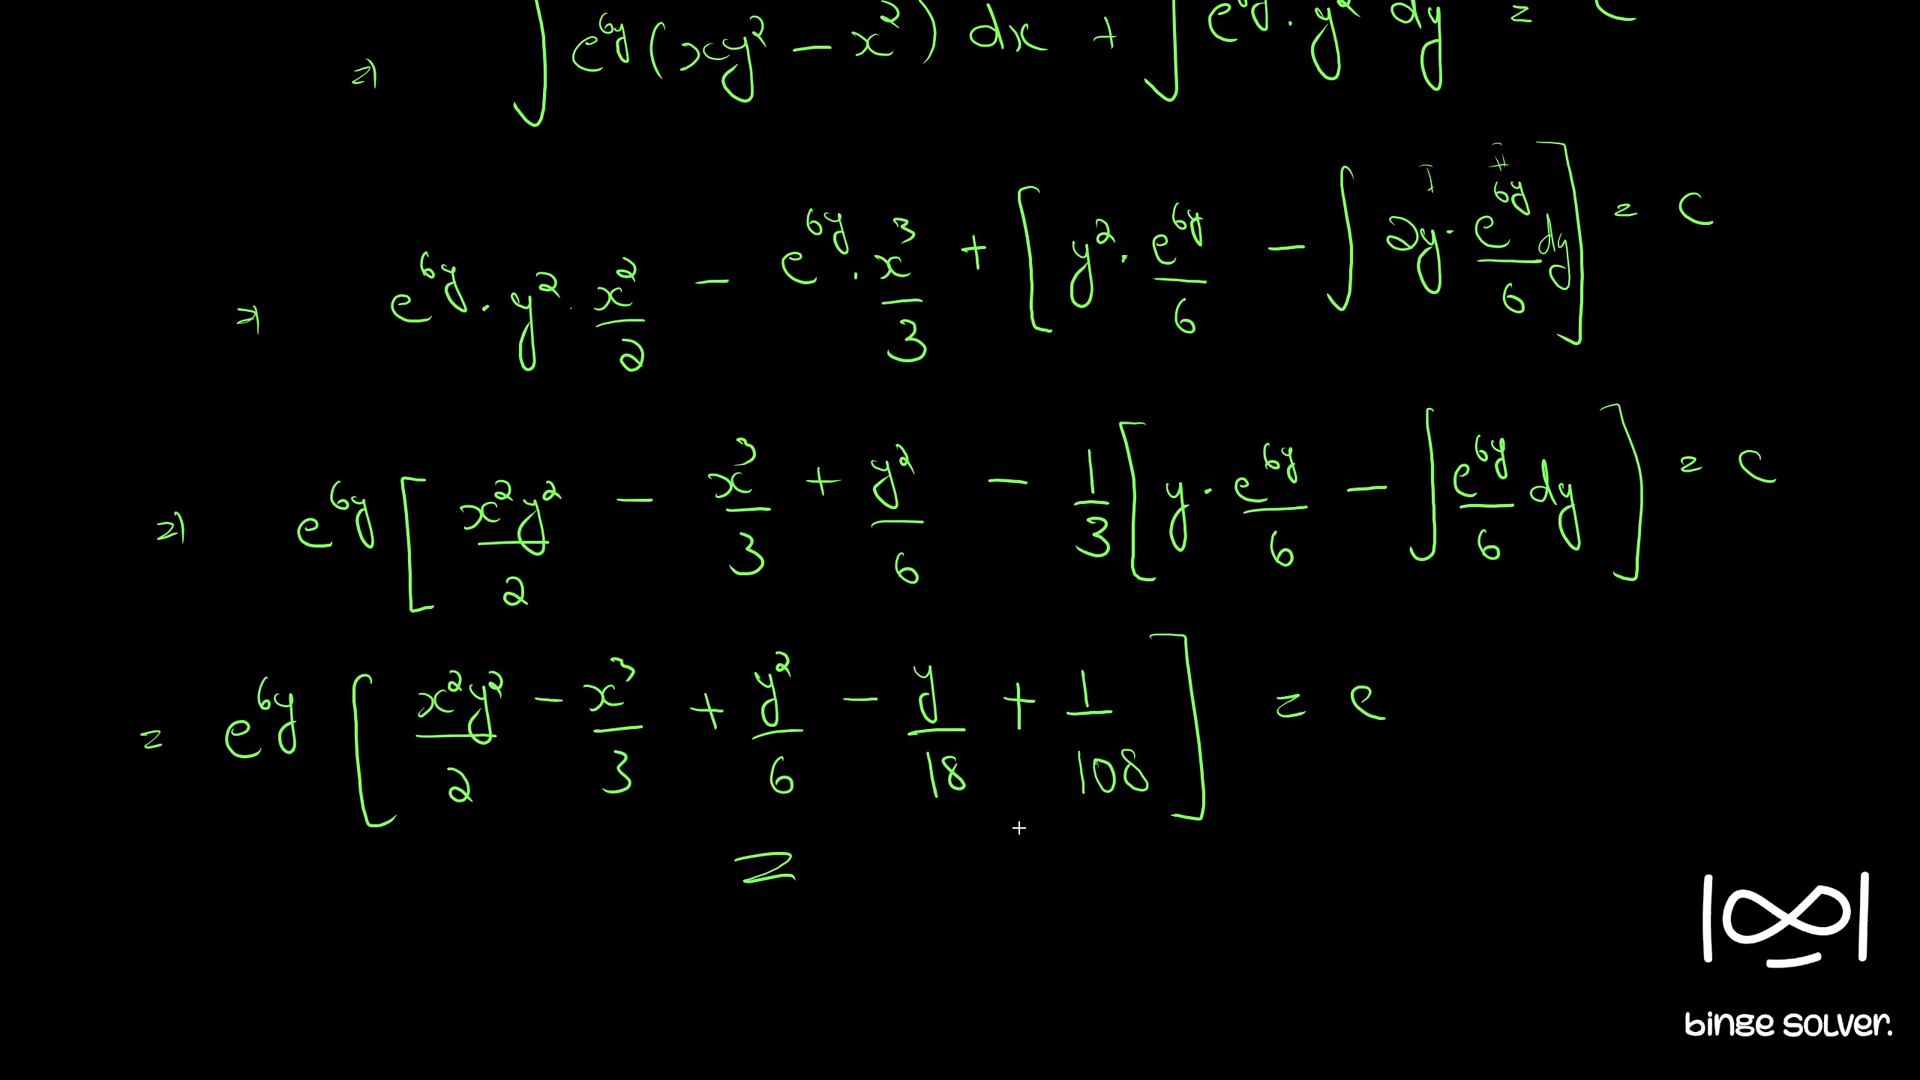 ⇒ ∫ e^{6y} (xy² − x²) dx + ∫ e^{6y} · y² dy = C
⇒ e^{6y} · y² · x²/2 − e^{6y} · x³/3 + [ y² · e^{6y}/6 − ∫ 2y · e^{6y}/6 dy ] = C
I II
⇒ e^{6y} [ x²y²/2 − x³/3 + y²/6 − 1/3 [ y · e^{6y}/6 − ∫ e^{6y}/6 dy ] = C
= e^{6y} [ x²y²/2 − x³/3 + y²/6 − y/18 + 1/108 ] = c
binge solver.